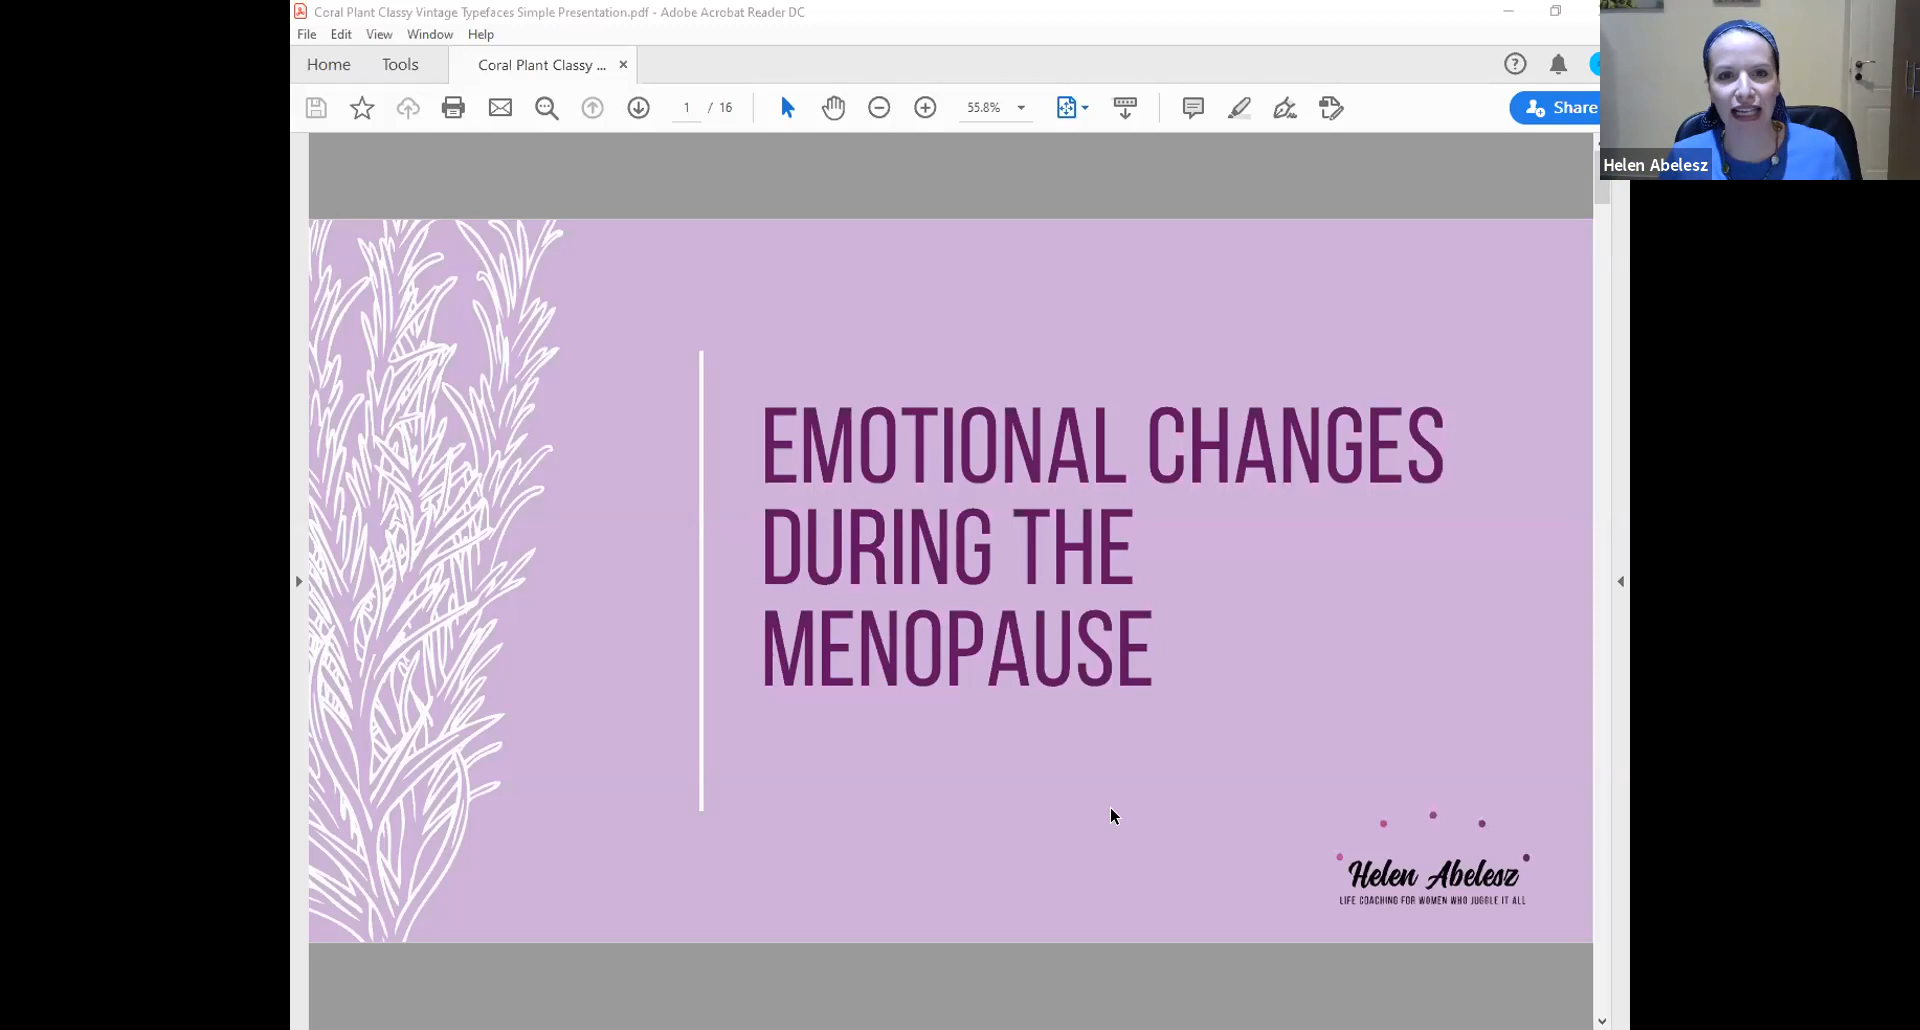 Coral Plant Classy Vintage Typefaces Simple Presentation.pdf - Adobe Acrobat Reader DC
File Edit View Window Help
Home Tools Coral Plant Classy ... ×
1 / 16 55.8% Share
Helen Abelesz
EMOTIONAL CHANGES
DURING THE
MENOPAUSE
Helen Abelesz
LIFE COACHING FOR WOMEN WHO JUGGLE IT ALL